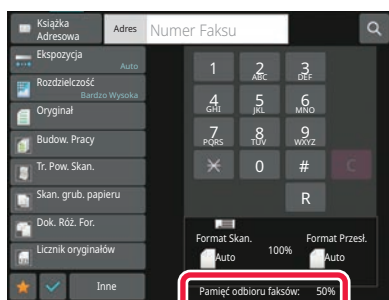 Książka
Adresowa
Adres
Numer Faksu
Ekspozycja
Auto
Rozdzielczość
Bardzo Wysoka
Oryginał
Budow. Pracy
Tr. Pow. Skan.
Skan. grub. papieru
Dok. Róż. For.
Licznik oryginałów
Inne
1
2
ABC
3
DEF
4
GHI
5
JKL
6
MNO
7
PQRS
8
TUV
9
WXYZ
0
#
C
R
Format Skan.
Auto
100%
Format Przesł.
Auto
Pamięć odbioru faksów: 50%